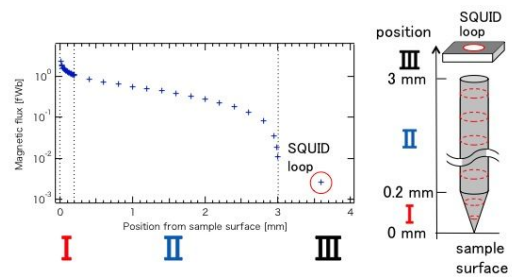 10⁰
10⁻¹
10⁻²
10⁻³
Magnetic flux [fWb]
0
1
2
3
4
Position from sample surface [mm]
SQUID
loop
I
II
III
SQUID
loop
position
III
3 mm
II
0.2 mm
I
0 mm
sample
surface